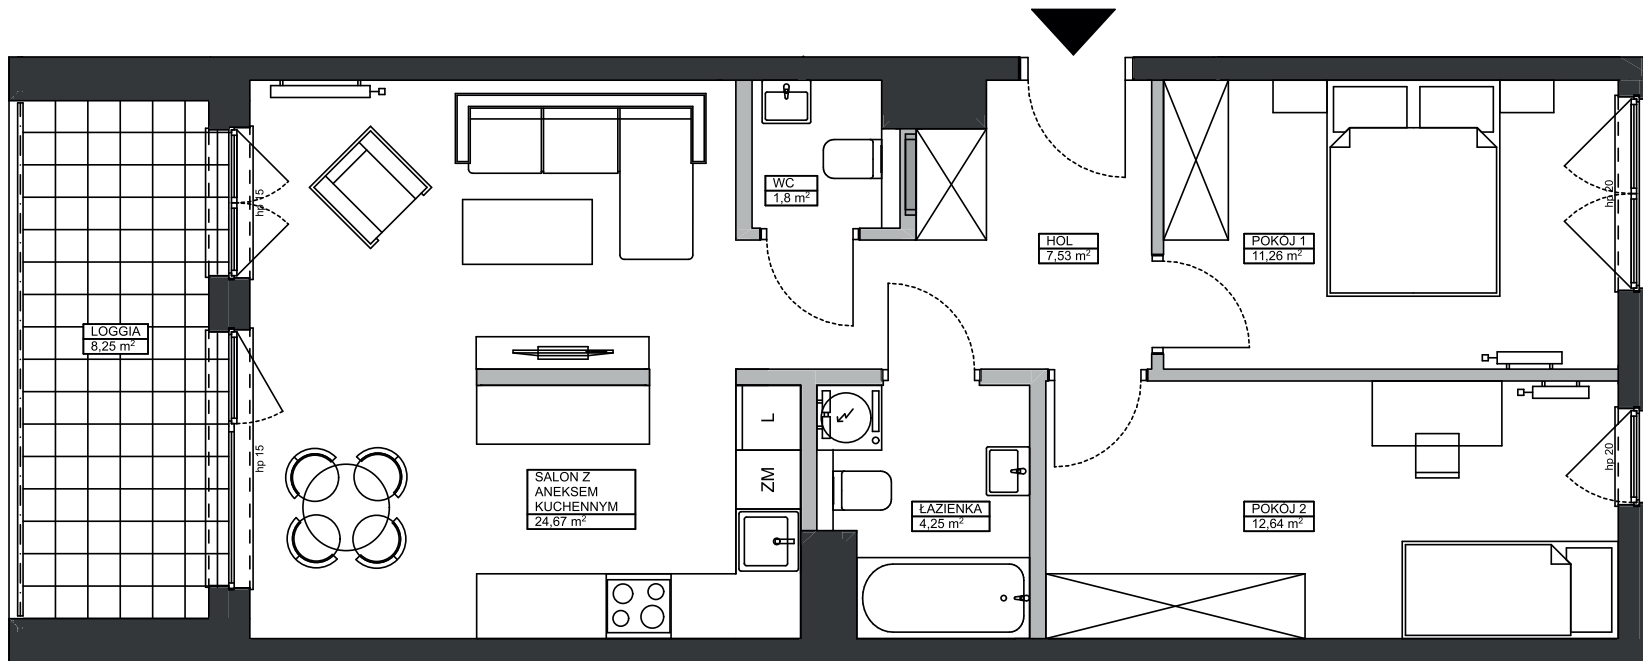 WC
1,8 m²
HOL
7,53 m²
POKÓJ 1
11,26 m²
hp 15
hp 20
LOGGIA
8,25 m²
L
ZM
hp 15
hp 20
SALON Z
ANEKSEM
KUCHENNYM
24,67 m²
ŁAZIENKA
4,25 m²
POKÓJ 2
12,64 m²